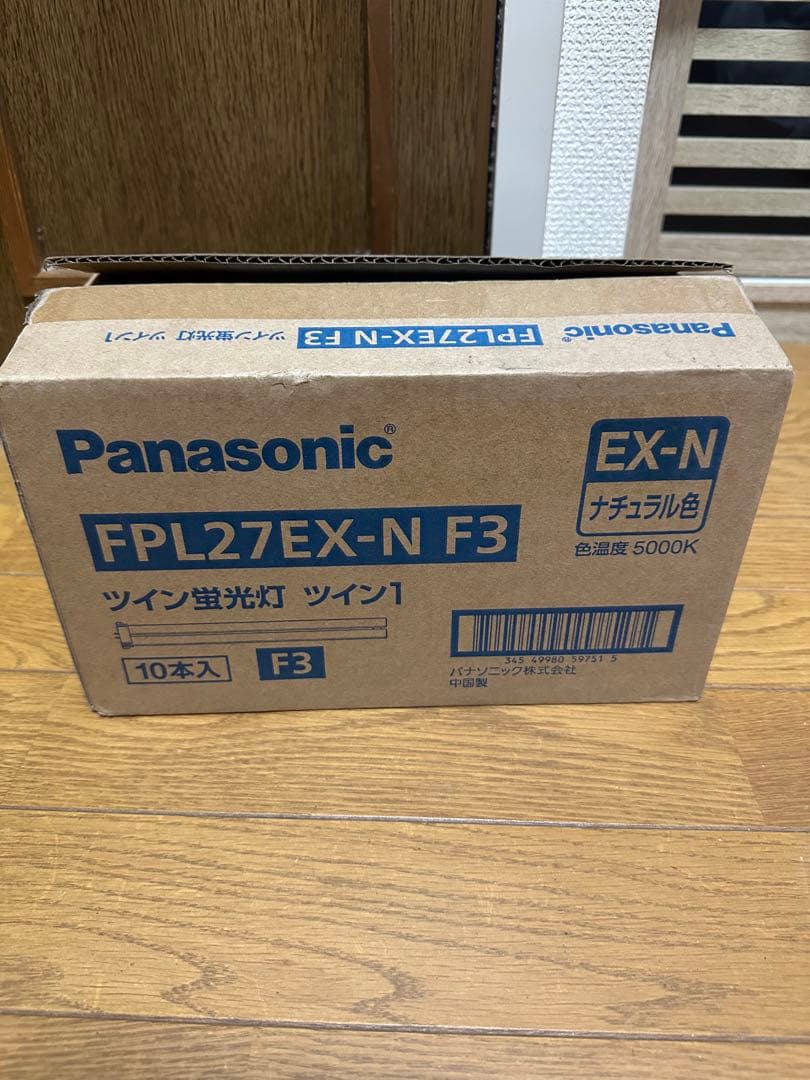 Panasonic®
FPL27EX-N F3
ツイン蛍光灯 ツイン1
Panasonic®
FPL27EX-N F3
ツイン蛍光灯 ツイン1
10本入
F3
EX-N
ナチュラル色
色温度 5000K
345 49980 59751 5
パナソニック株式会社
中国製